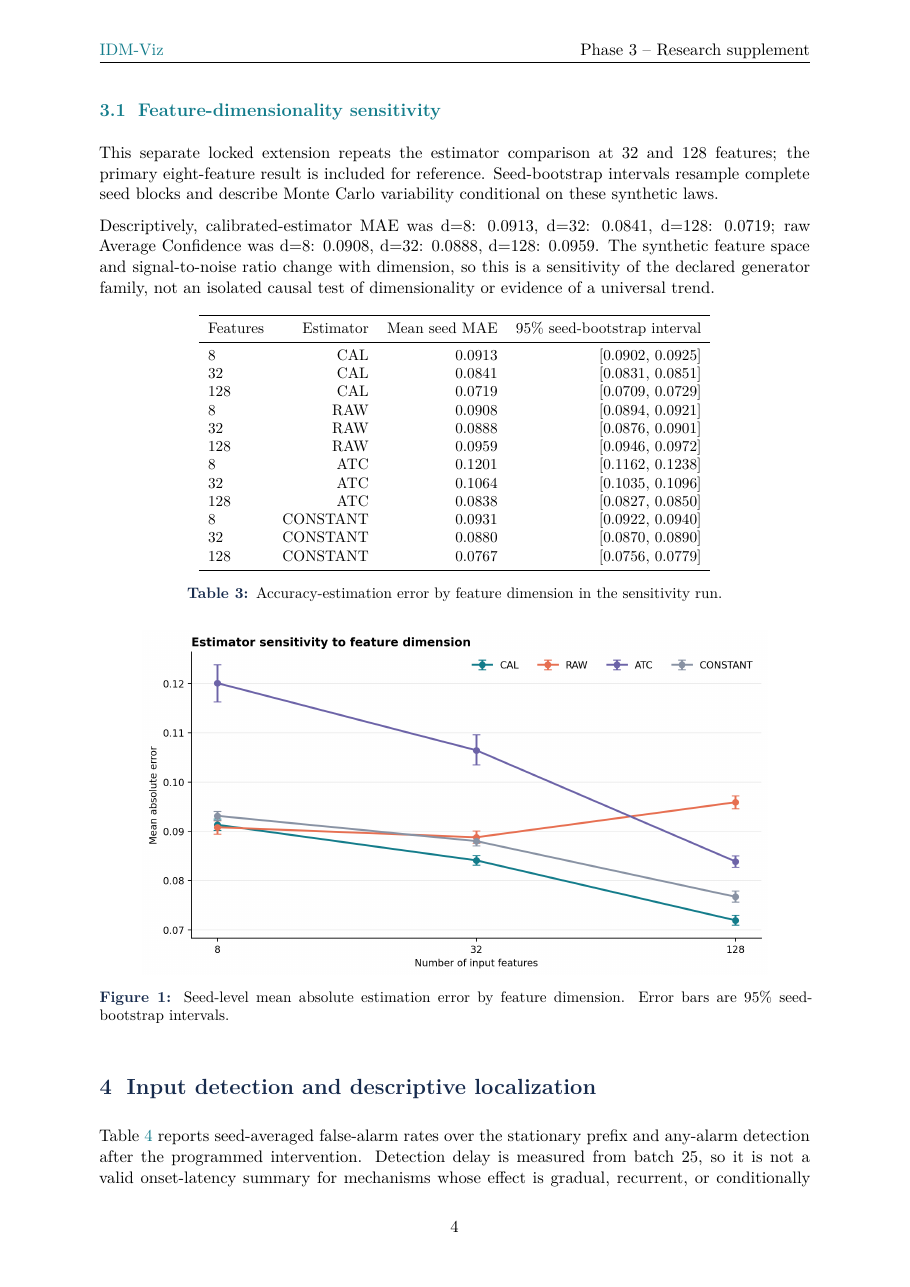 IDM-Viz Phase 3 – Research supplement
3.1 Feature-dimensionality sensitivity
This separate locked extension repeats the estimator comparison at 32 and 128 features; the
primary eight-feature result is included for reference. Seed-bootstrap intervals resample complete
seed blocks and describe Monte Carlo variability conditional on these synthetic laws.
Descriptively, calibrated-estimator MAE was d=8: 0.0913, d=32: 0.0841, d=128: 0.0719; raw
Average Confidence was d=8: 0.0908, d=32: 0.0888, d=128: 0.0959. The synthetic feature space
and signal-to-noise ratio change with dimension, so this is a sensitivity of the declared generator
family, not an isolated causal test of dimensionality or evidence of a universal trend.
Features Estimator Mean seed MAE 95% seed-bootstrap interval
8 CAL 0.0913 [0.0902, 0.0925]
32 CAL 0.0841 [0.0831, 0.0851]
128 CAL 0.0719 [0.0709, 0.0729]
8 RAW 0.0908 [0.0894, 0.0921]
32 RAW 0.0888 [0.0876, 0.0901]
128 RAW 0.0959 [0.0946, 0.0972]
8 ATC 0.1201 [0.1162, 0.1238]
32 ATC 0.1064 [0.1035, 0.1096]
128 ATC 0.0838 [0.0827, 0.0850]
8 CONSTANT 0.0931 [0.0922, 0.0940]
32 CONSTANT 0.0880 [0.0870, 0.0890]
128 CONSTANT 0.0767 [0.0756, 0.0779]
Table 3: Accuracy-estimation error by feature dimension in the sensitivity run.
Estimator sensitivity to feature dimension
CAL RAW ATC CONSTANT
0.12
0.11
0.10
0.09
0.08
0.07
Mean absolute error
8 32 128
Number of input features
Figure 1: Seed-level mean absolute estimation error by feature dimension. Error bars are 95% seed-
bootstrap intervals.
4 Input detection and descriptive localization
Table 4 reports seed-averaged false-alarm rates over the stationary prefix and any-alarm detection
after the programmed intervention. Detection delay is measured from batch 25, so it is not a
valid onset-latency summary for mechanisms whose effect is gradual, recurrent, or conditionally
4